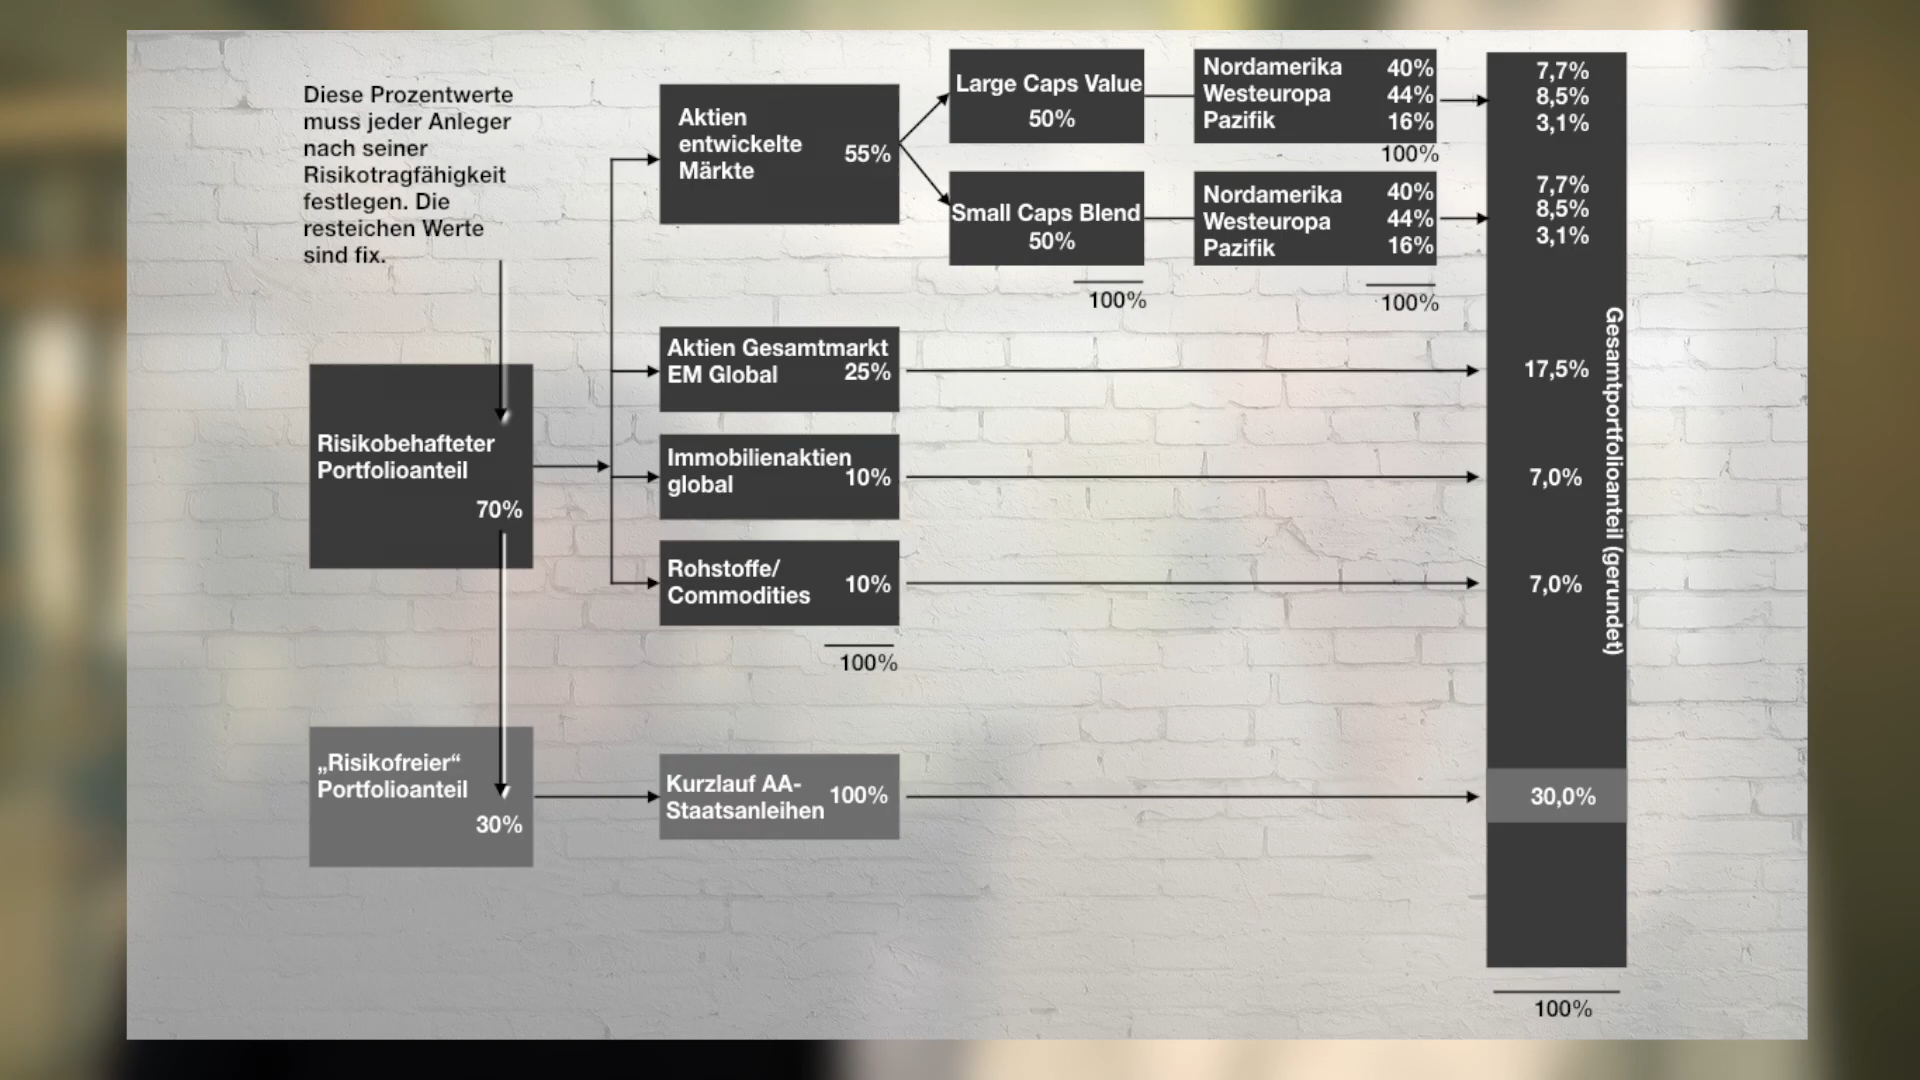 Diese Prozentwerte
muss jeder Anleger
nach seiner
Risikotragfähigkeit
festlegen. Die
resteichen Werte
sind fix.
Risikobehafteter
Portfolioanteil
70%
„Risikofreier“
Portfolioanteil
30%
Aktien
entwickelte
Märkte
55%
Aktien Gesamtmarkt
EM Global 25%
Immobilienaktien
global 10%
Rohstoffe/
Commodities 10%
100%
Kurzlauf AA-
Staatsanleihen 100%
Large Caps Value
50%
Small Caps Blend
50%
100%
Nordamerika 40%
Westeuropa 44%
Pazifik 16%
100%
Nordamerika 40%
Westeuropa 44%
Pazifik 16%
100%
7,7%
8,5%
3,1%
7,7%
8,5%
3,1%
17,5%
7,0%
7,0%
30,0%
Gesamtportfolioanteil (gerundet)
100%